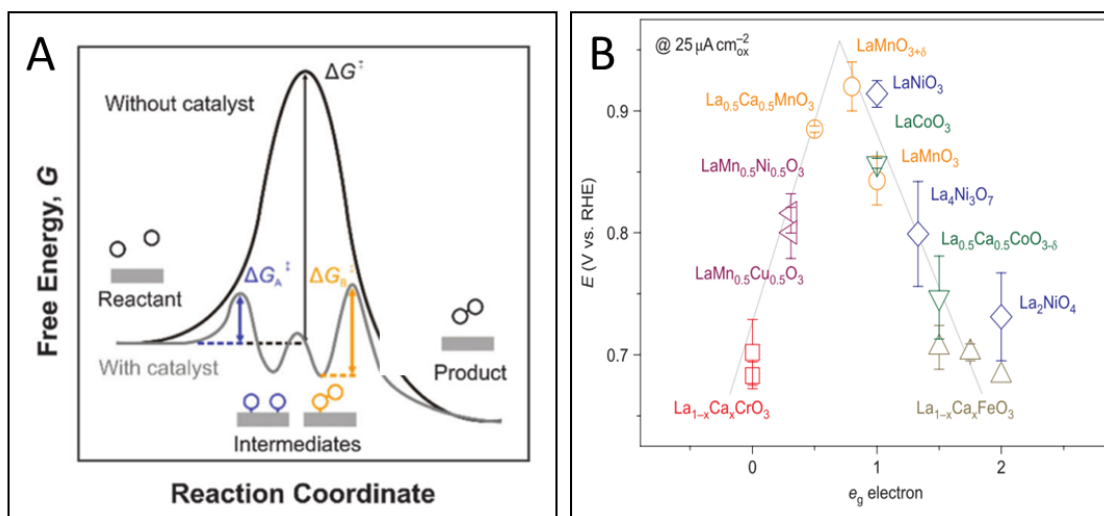 A
Without catalyst
ΔG‡
Free Energy, G
Reactant
ΔG_A‡
ΔG_B‡
With catalyst
Product
Intermediates
Reaction Coordinate
B
@ 25 μA cm⁻²ox
LaMnO3+δ
LaNiO3
La0.5Ca0.5MnO3
LaCoO3
LaMnO3
LaMn0.5Ni0.5O3
La4Ni3O7
La0.5Ca0.5CoO3-δ
LaMn0.5Cu0.5O3
La2NiO4
La1–xCaxCrO3
La1–xCaxFeO3
E (V vs. RHE)
0.9
0.8
0.7
0
1
2
eg electron